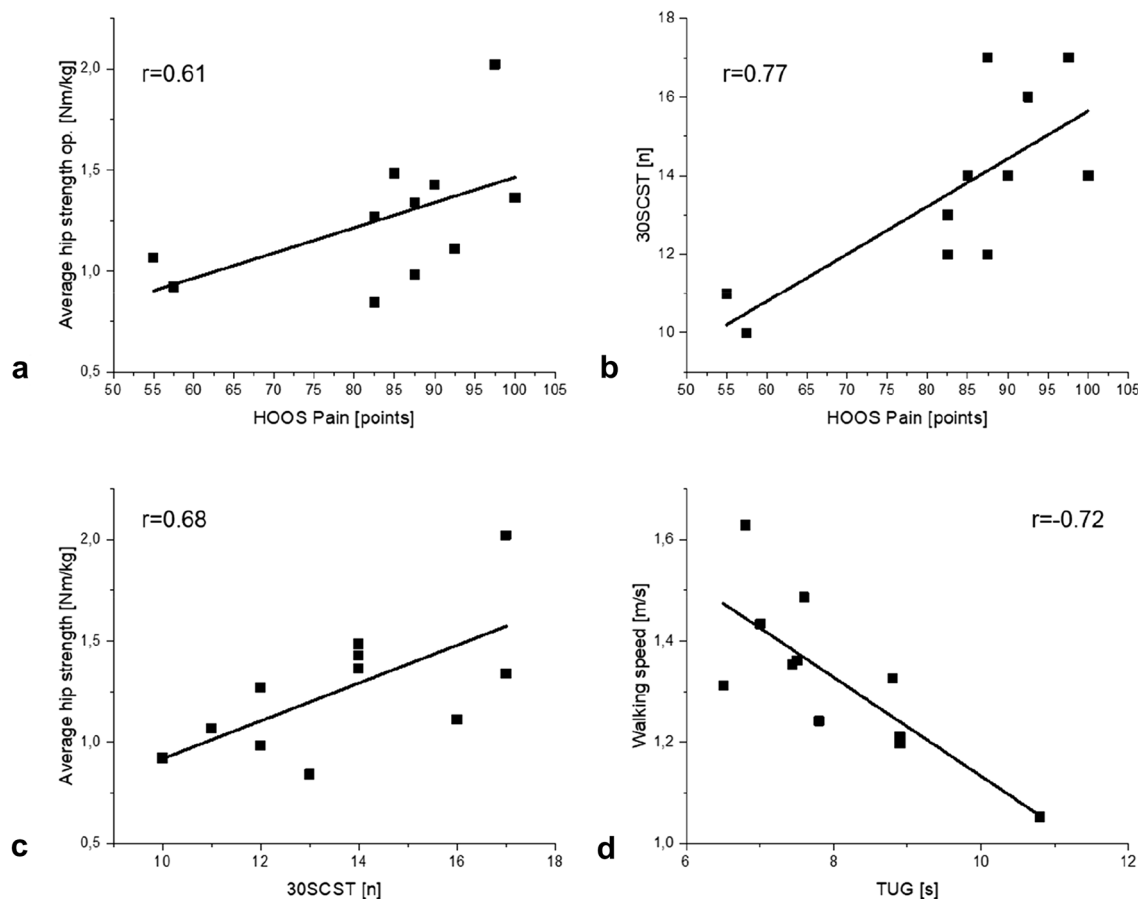 r=0.61
Average hip strength op. [Nm/kg]
2,0
1,5
1,0
0,5
50 55 60 65 70 75 80 85 90 95 100 105
HOOS Pain [points]
a
r=0.77
30SCST [n]
18
16
14
12
10
50 55 60 65 70 75 80 85 90 95 100 105
HOOS Pain [points]
b
r=0.68
Average hip strength [Nm/kg]
2,0
1,5
1,0
0,5
10 12 14 16 18
30SCST [n]
c
r=-0.72
Walking speed [m/s]
1,6
1,4
1,2
1,0
6 8 10 12
TUG [s]
d